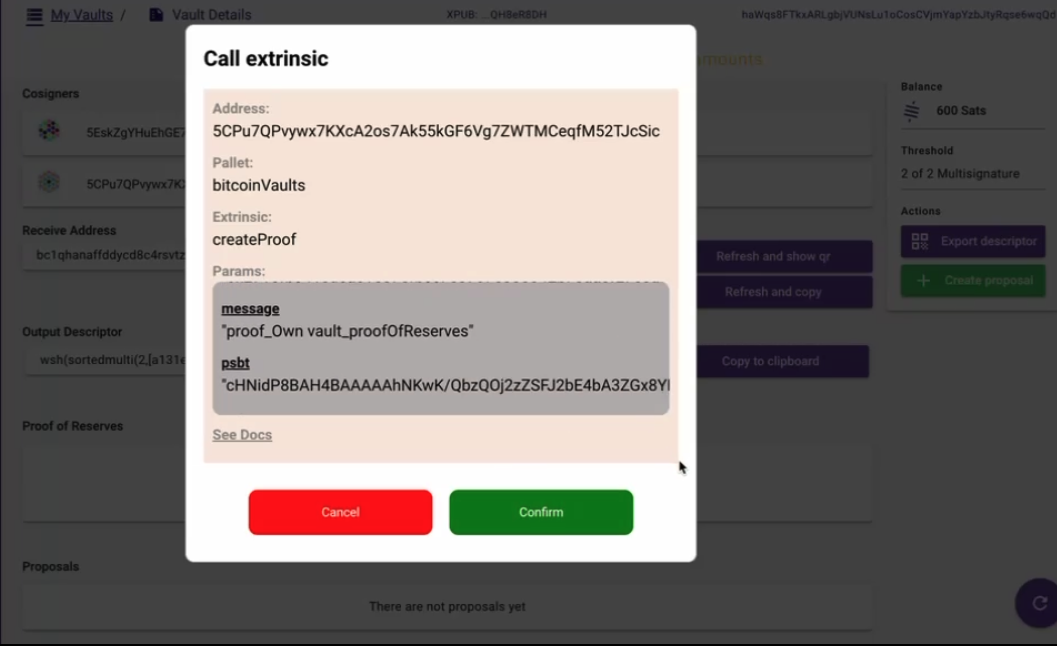 My Vaults / Vault Details
XPUB: ...QH8eR8DH
haWqs8FTkxARLgbjVUNsLu1oCosCVjmYapYzbJtyRqse6wqQo
amounts
Call extrinsic
Address:
5CPu7QPvywx7KXcA2os7Ak55kGF6Vg7ZWTMCeqfM52TJcSic
Pallet:
bitcoinVaults
Extrinsic:
createProof
Params:
message
"proof_Own vault_proofOfReserves"
psbt
"cHNidP8BAH4BAAAAAhNKwK/QbzQOj2zZSFJ2bE4bA3ZGx8Y
See Docs
Cancel
Confirm
Cosigners
5EskZgYHuEhGE7
5CPu7QPvywx7K
Receive Address
bc1qhanaffddycd8c4rsvtz
Refresh and show qr
Refresh and copy
Output Descriptor
wsh(sortedmulti(2,[a131e
Copy to clipboard
Proof of Reserves
Proposals
There are not proposals yet
Balance
600 Sats
Threshold
2 of 2 Multisignature
Actions
Export descriptor
Create proposal